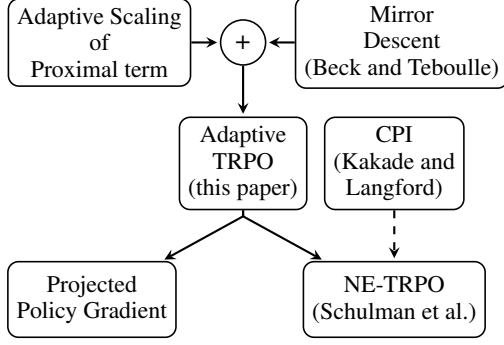 Adaptive Scaling
of
Proximal term
+
Mirror
Descent
(Beck and Teboulle)
Adaptive
TRPO
(this paper)
CPI
(Kakade and
Langford)
Projected
Policy Gradient
NE-TRPO
(Schulman et al.)